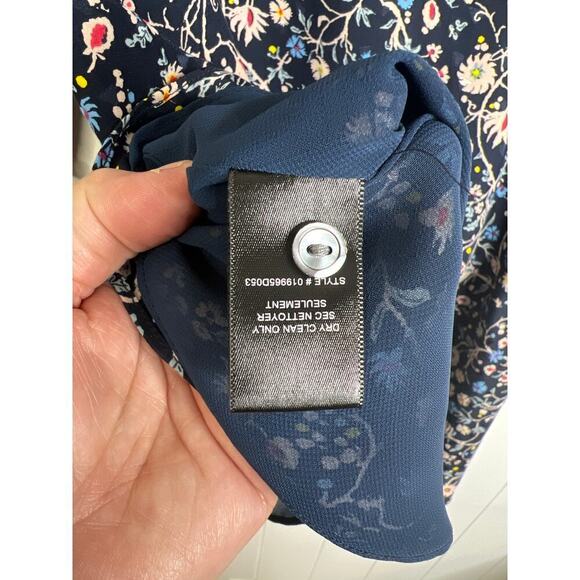 DRY CLEAN ONLY
SEC NETTOYER
SEULEMENT
STYLE # 019965D053